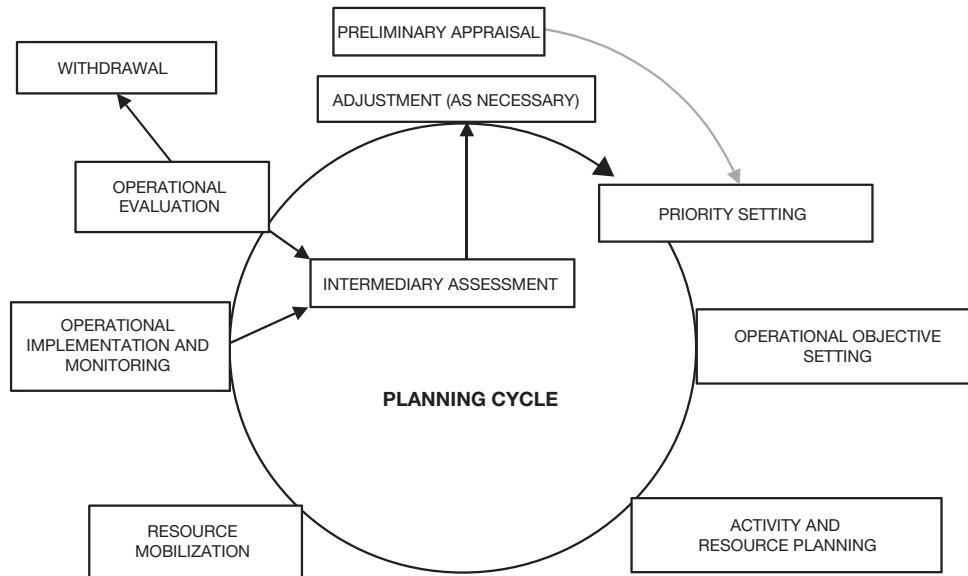 PRELIMINARY APPRAISAL
WITHDRAWAL
ADJUSTMENT (AS NECESSARY)
OPERATIONAL
EVALUATION
PRIORITY SETTING
INTERMEDIARY ASSESSMENT
OPERATIONAL
IMPLEMENTATION AND
MONITORING
OPERATIONAL OBJECTIVE
SETTING
PLANNING CYCLE
RESOURCE
MOBILIZATION
ACTIVITY AND
RESOURCE PLANNING